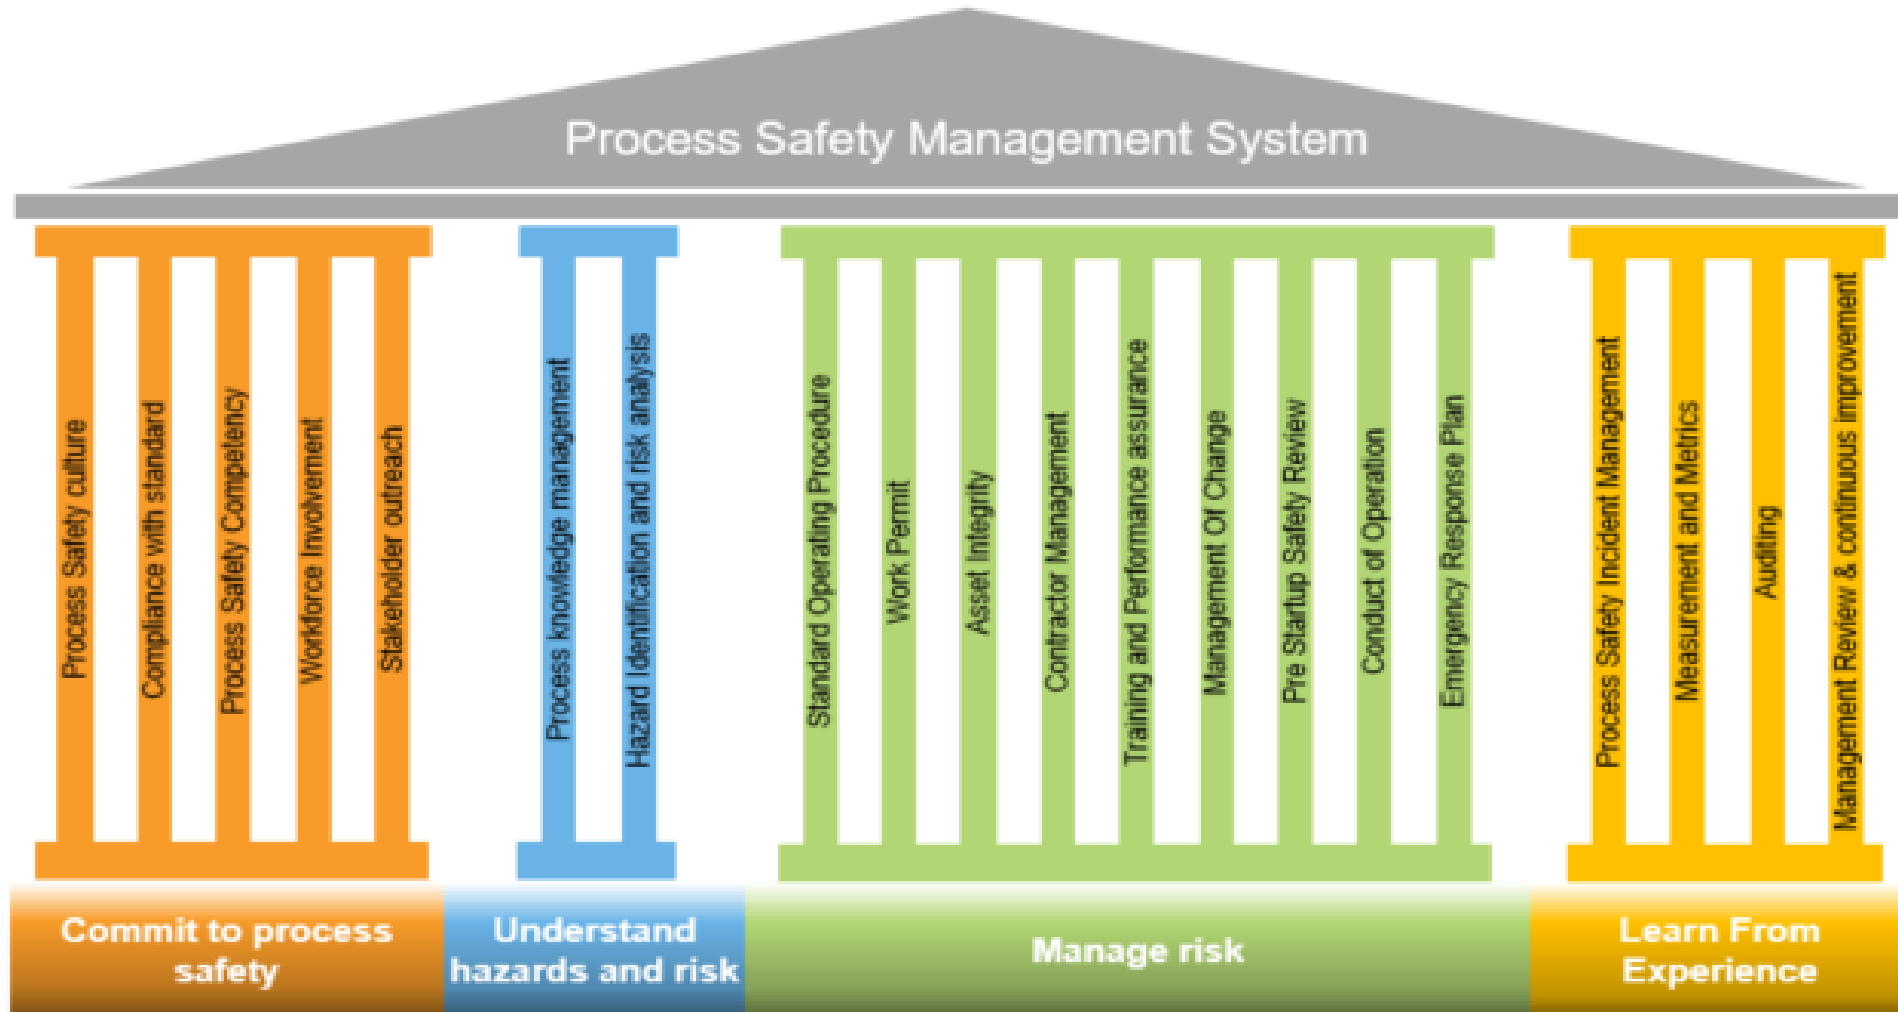 Process Safety Management System
Process Safety culture
Compliance with standard
Process Safety Competency
Workforce Involvement
Stakeholder outreach
Process knowledge management
Hazard Identification and risk analysis
Standard Operating Procedure
Work Permit
Asset Integrity
Contractor Management
Training and Performance assurance
Management Of Change
Pre Startup Safety Review
Conduct of Operation
Emergency Response Plan
Process Safety Incident Management
Measurement and Metrics
Auditing
Management Review & continuous improvement
Commit to process
safety
Understand
hazards and risk
Manage risk
Learn From
Experience